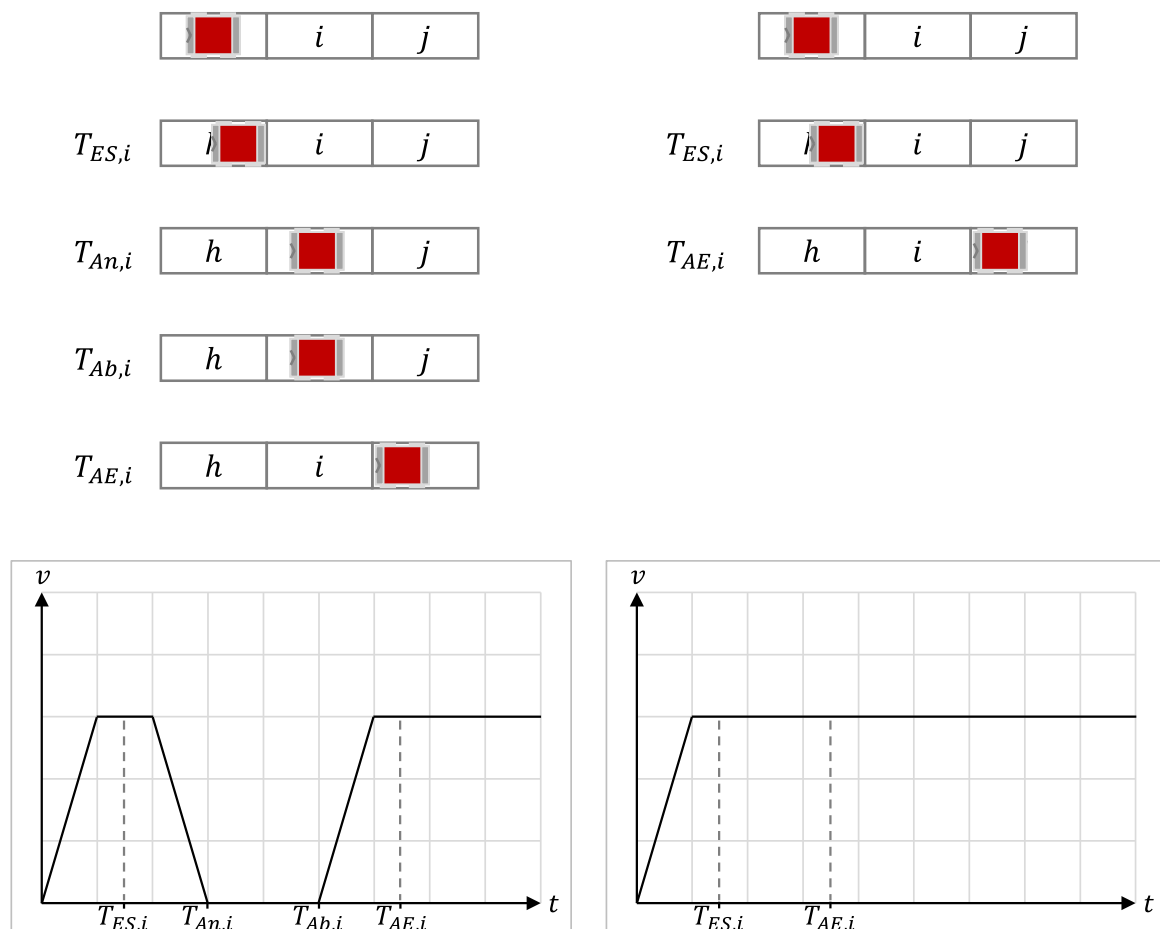 i j i j
T_{ES,i} i j T_{ES,i} i j
T_{An,i} h j T_{AE,i} h i
T_{Ab,i} h j
T_{AE,i} h i
v v
t t
T_{ES,i} T_{An,i} T_{Ab,i} T_{AE,i} T_{ES,i} T_{AE,i}